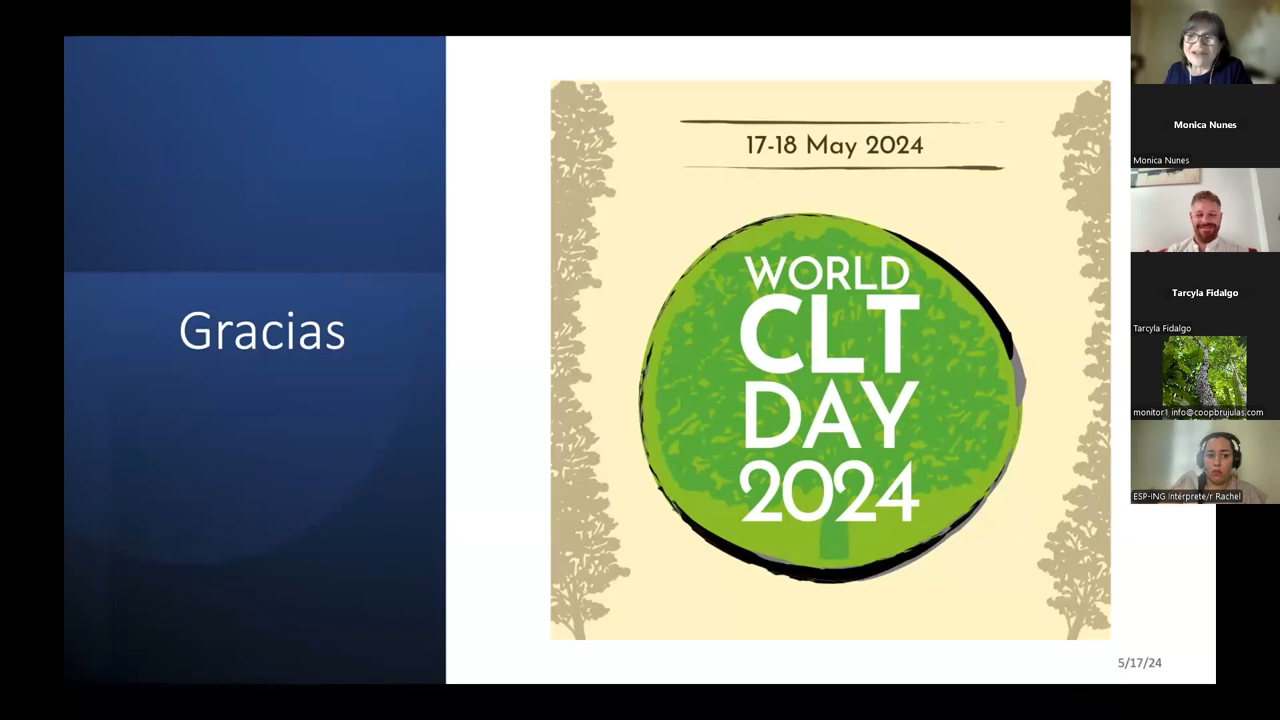 Gracias
17-18 May 2024
WORLD
CLT
DAY
2024
5/17/24
Monica Nunes
Monica Nunes
Tarcyla Fidalgo
Tarcyla Fidalgo
monitor1 info@coopbrujulas.com
ESP-ING Intérprete/r Rachel